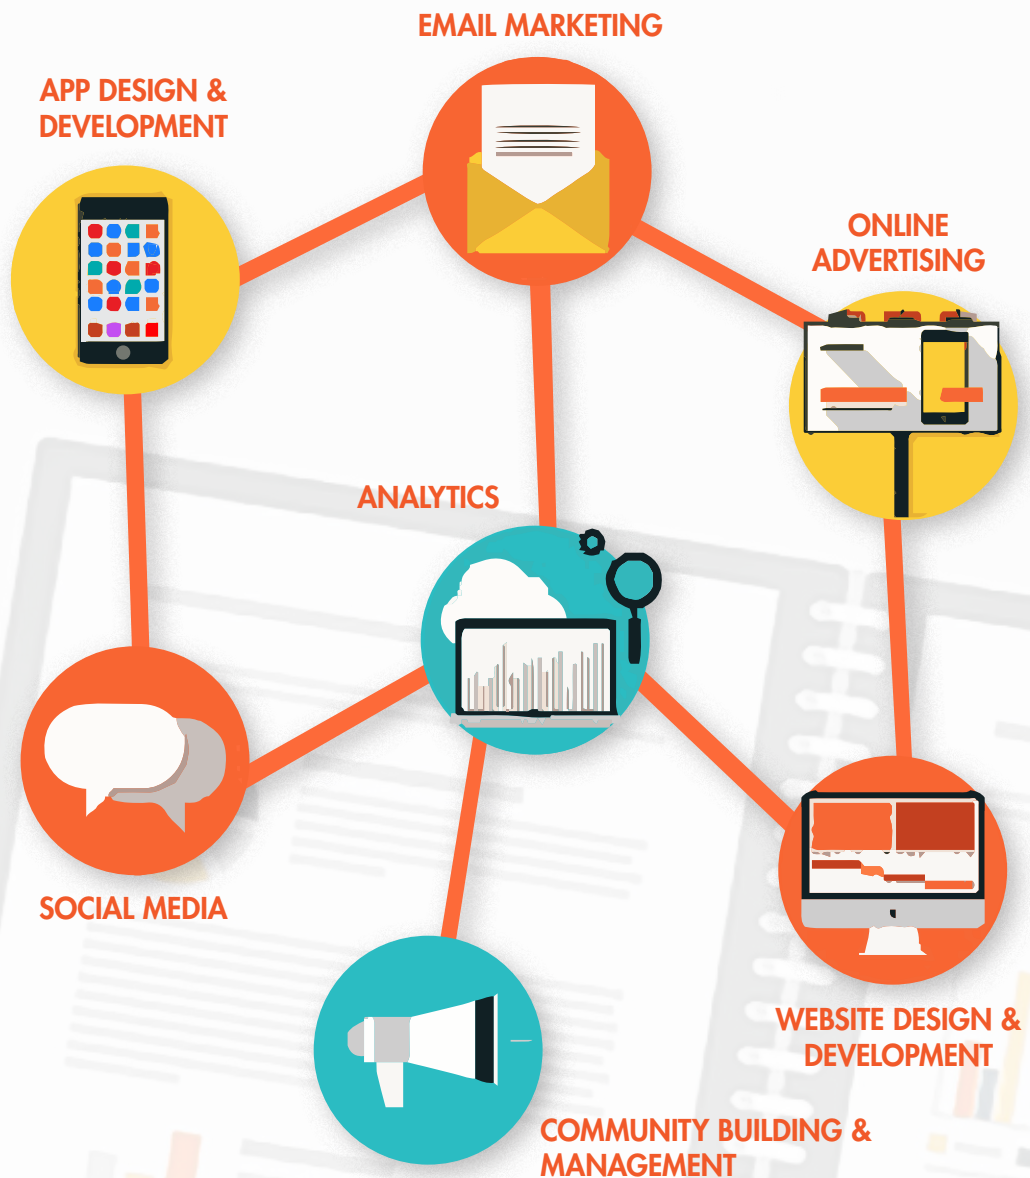 EMAIL MARKETING
APP DESIGN &
DEVELOPMENT
ONLINE
ADVERTISING
ANALYTICS
SOCIAL MEDIA
WEBSITE DESIGN &
DEVELOPMENT
COMMUNITY BUILDING &
MANAGEMENT